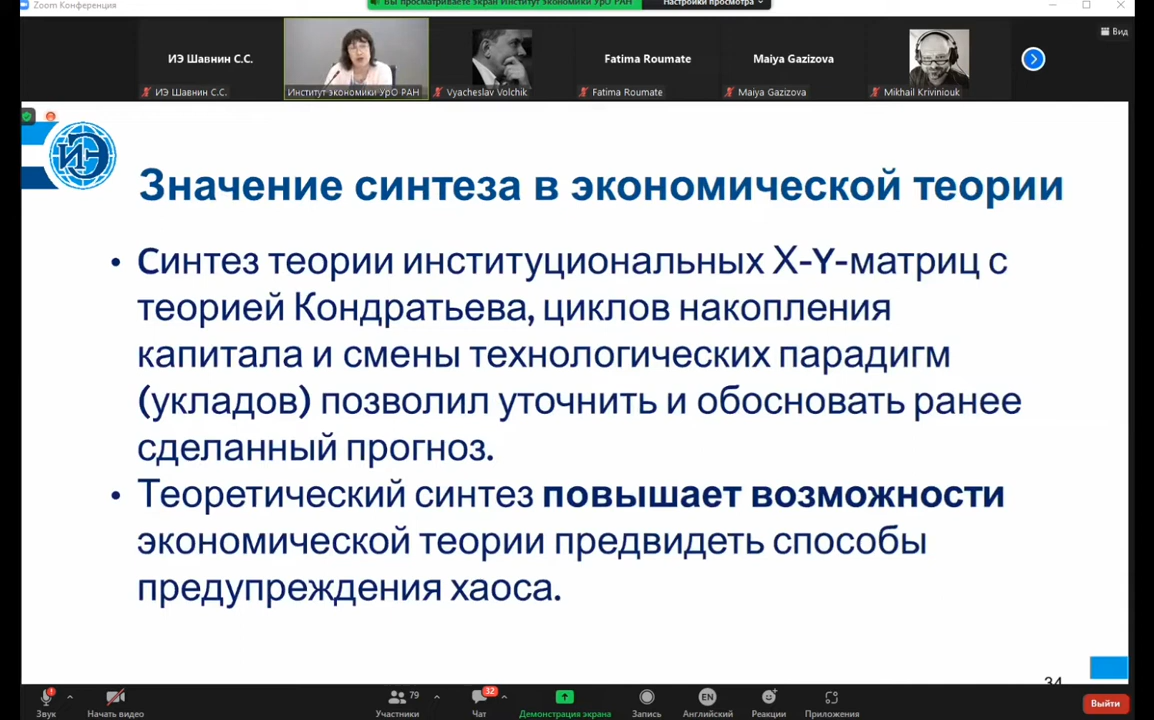 Zoom Конференция
Вы просматриваете экран Институт экономики УрО РАН
Настройки просмотра
Вид
ИЭ Шавнин С.С.
Fatima Roumate
Maiya Gazizova
ИЭ Шавнин С.С.
Институт экономики УрО РАН
Vyacheslav Volchik
Fatima Roumate
Maiya Gazizova
Mikhail Kriviniouk
ИЭ
Значение синтеза в экономической теории
• Синтез теории институциональных X-Y-матриц с
теорией Кондратьева, циклов накопления
капитала и смены технологических парадигм
(укладов) позволил уточнить и обосновать ранее
сделанный прогноз.
• Теоретический синтез повышает возможности
экономической теории предвидеть способы
предупреждения хаоса.
34
79
32
EN
Звук
Начать видео
Участники
Чат
Демонстрация экрана
Запись
Английский
Реакции
Приложения
Выйти